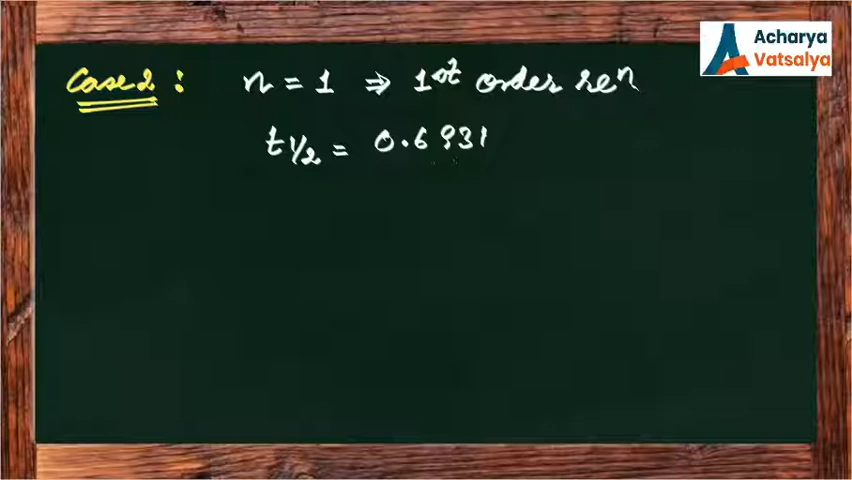 Case 2 : n = 1 ⇒ 1st order rxn
t1/2 = 0.6931
Acharya
Vatsalya